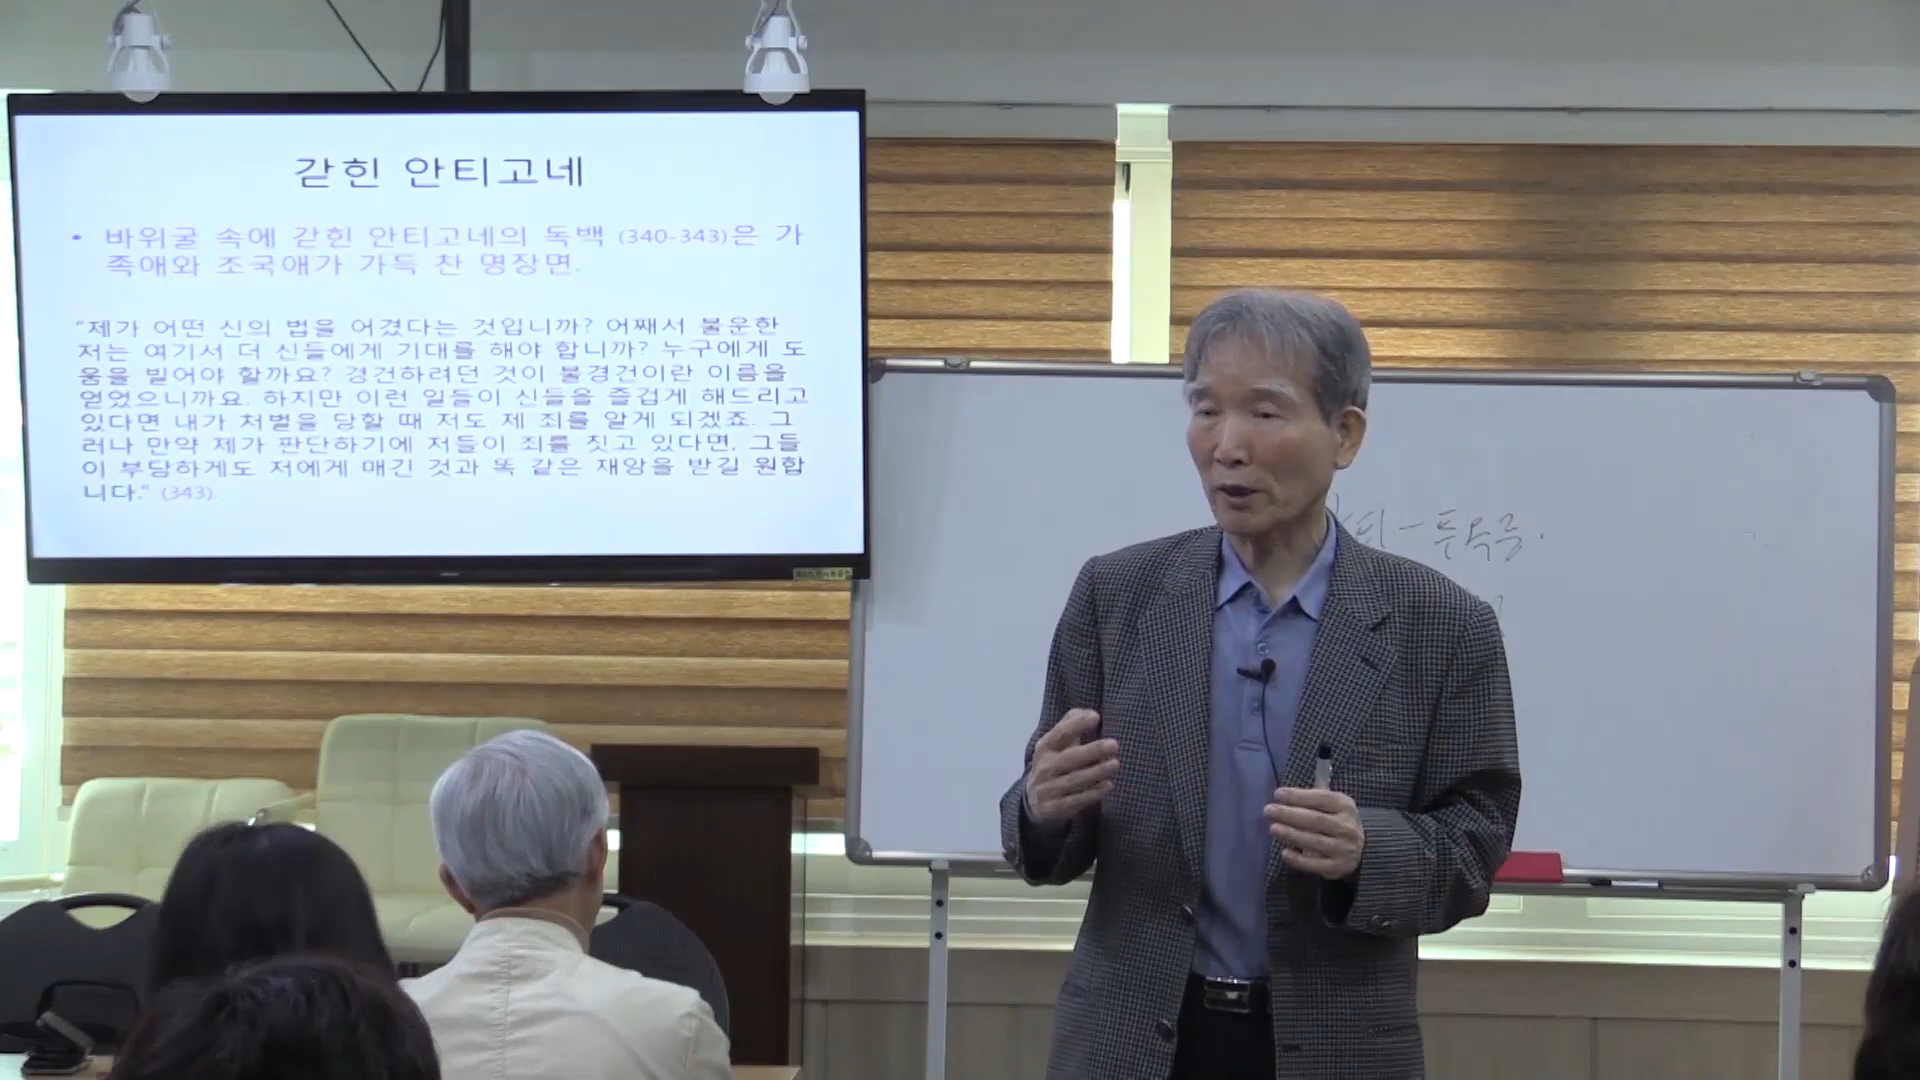 갇힌 안티고네
• 바위굴 속에 갇힌 안티고네의 독백 (340-343)은 가
족애와 조국애가 가득 찬 명장면.
“제가 어떤 신의 법을 어겼다는 것입니까? 어째서 불운한
저는 여기서 더 신들에게 기대를 해야 합니까? 누구에게 도
움을 빌어야 할까요? 경건하려던 것이 불경건이란 이름을
얻었으니까요. 하지만 이런 일들이 신들을 즐겁게 해드리고
있다면 내가 처벌을 당할 때 저도 제 죄를 알게 되겠죠. 그
러나 만약 제가 판단하기에 저들이 죄를 짓고 있다면, 그들
이 부당하게도 저에게 매긴 것과 똑 같은 재앙을 받길 원합
니다.” (343).